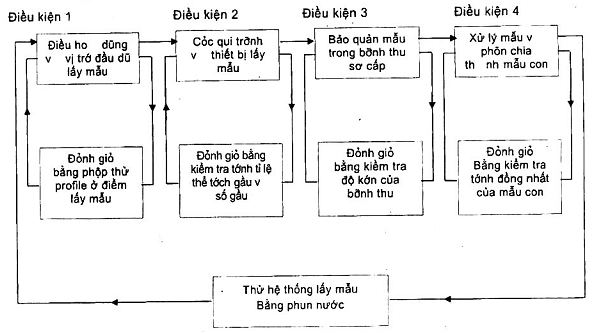 Điều kiện 1
Điều kiện 2
Điều kiện 3
Điều kiện 4
Điều ho dũng
v vị trớ đầu dũ
lấy mẫu
Cỏc qui trỡnh
v thiết bị lấy
mẫu
Bảo quản mẫu
trong bỡnh thu
sơ cấp
Xử lý mẫu v
phõn chia
th nh mẫu con
Đỏnh giỏ
bằng phộp thử
profile ở điểm
lấy mẫu
Đỏnh giỏ bằng
kiểm tra tớnh tỉ lệ
thể tớch gầu v
số gầu
Đỏnh giỏ
bằng kiểm tra
độ kớn của
bỡnh thu
Đỏnh giỏ
Bằng kiểm tra
tớnh đồng nhất
của mẫu con
Thử hệ thống lấy mẫu
Bằng phun nước